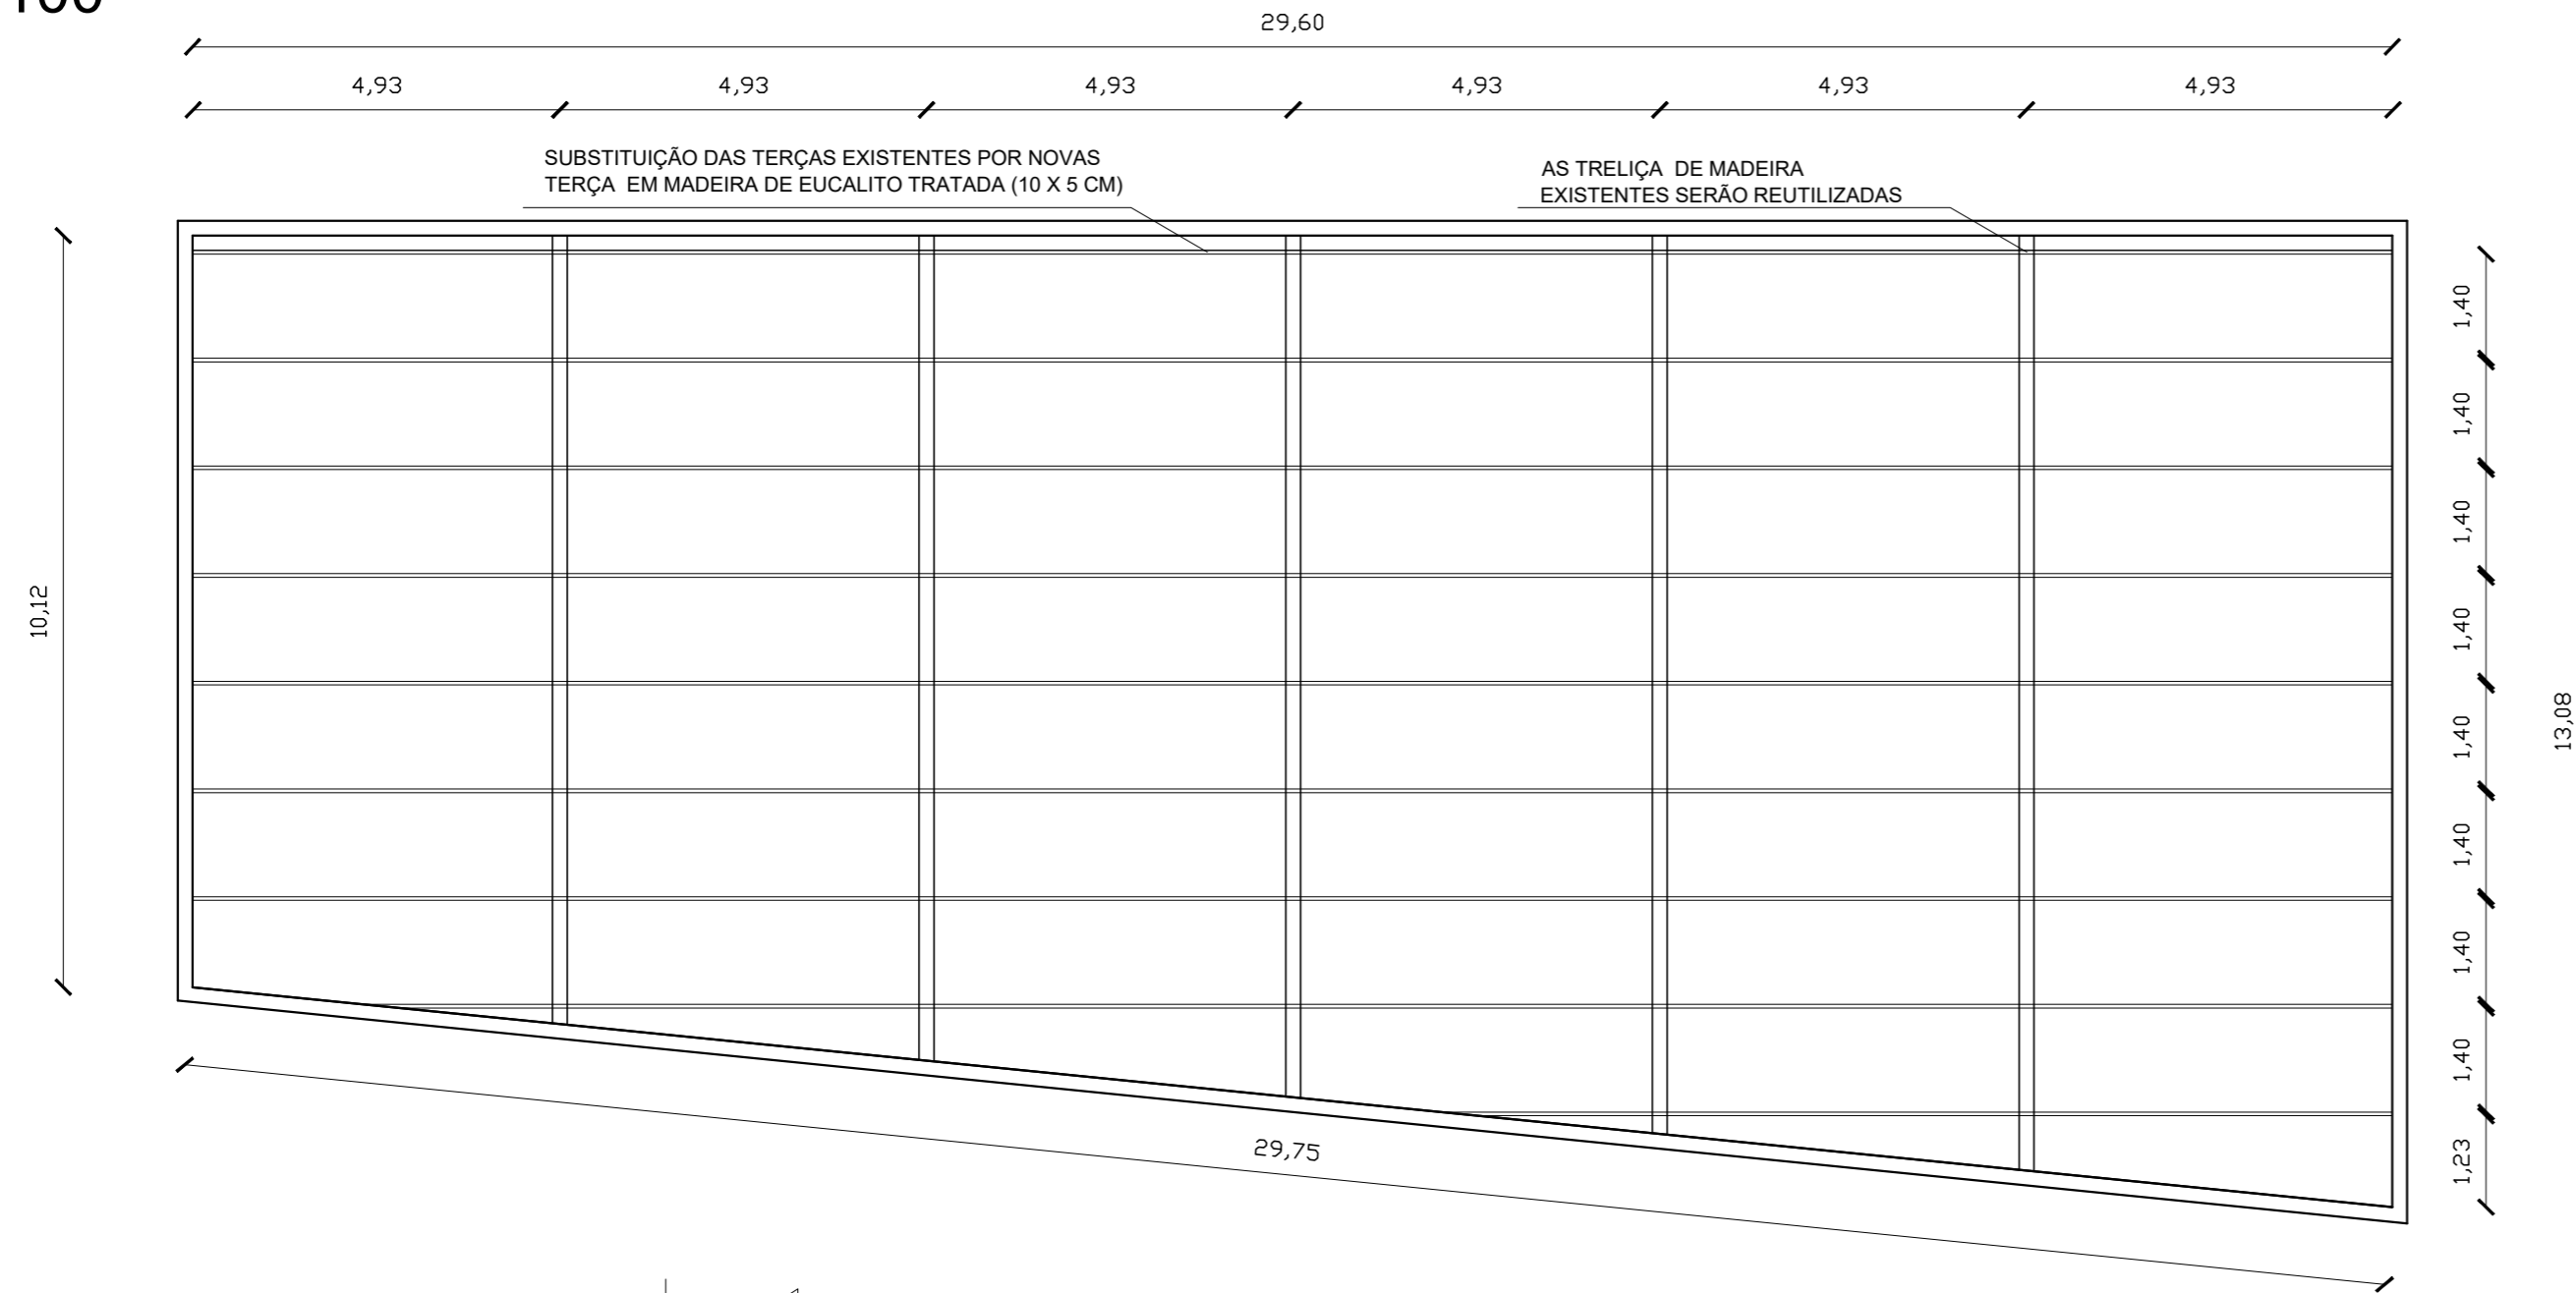 100
29,60
4,93 4,93 4,93 4,93 4,93 4,93
SUBSTITUIÇÃO DAS TERÇAS EXISTENTES POR NOVAS
TERÇA EM MADEIRA DE EUCALITO TRATADA (10 X 5 CM)
AS TRELIÇA DE MADEIRA
EXISTENTES SERÃO REUTILIZADAS
10,12
1,40
1,40
1,40
1,40
1,40
1,40
1,40
1,40
1,23
13,08
29,75